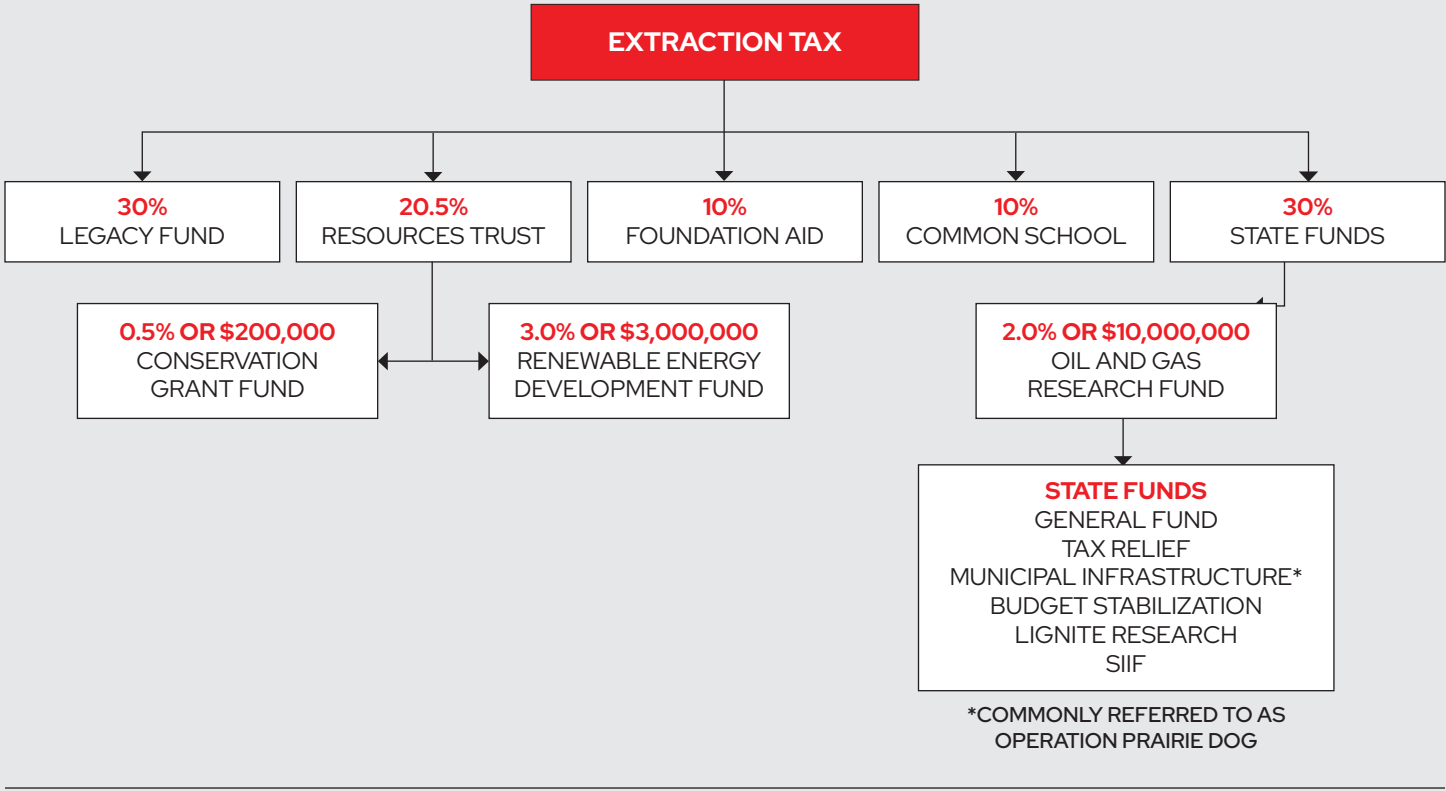 EXTRACTION TAX
30%
LEGACY FUND
20.5%
RESOURCES TRUST
10%
FOUNDATION AID
10%
COMMON SCHOOL
30%
STATE FUNDS
0.5% OR $200,000
CONSERVATION
GRANT FUND
3.0% OR $3,000,000
RENEWABLE ENERGY
DEVELOPMENT FUND
2.0% OR $10,000,000
OIL AND GAS
RESEARCH FUND
STATE FUNDS
GENERAL FUND
TAX RELIEF
MUNICIPAL INFRASTRUCTURE*
BUDGET STABILIZATION
LIGNITE RESEARCH
SIIF
*COMMONLY REFERRED TO AS
OPERATION PRAIRIE DOG